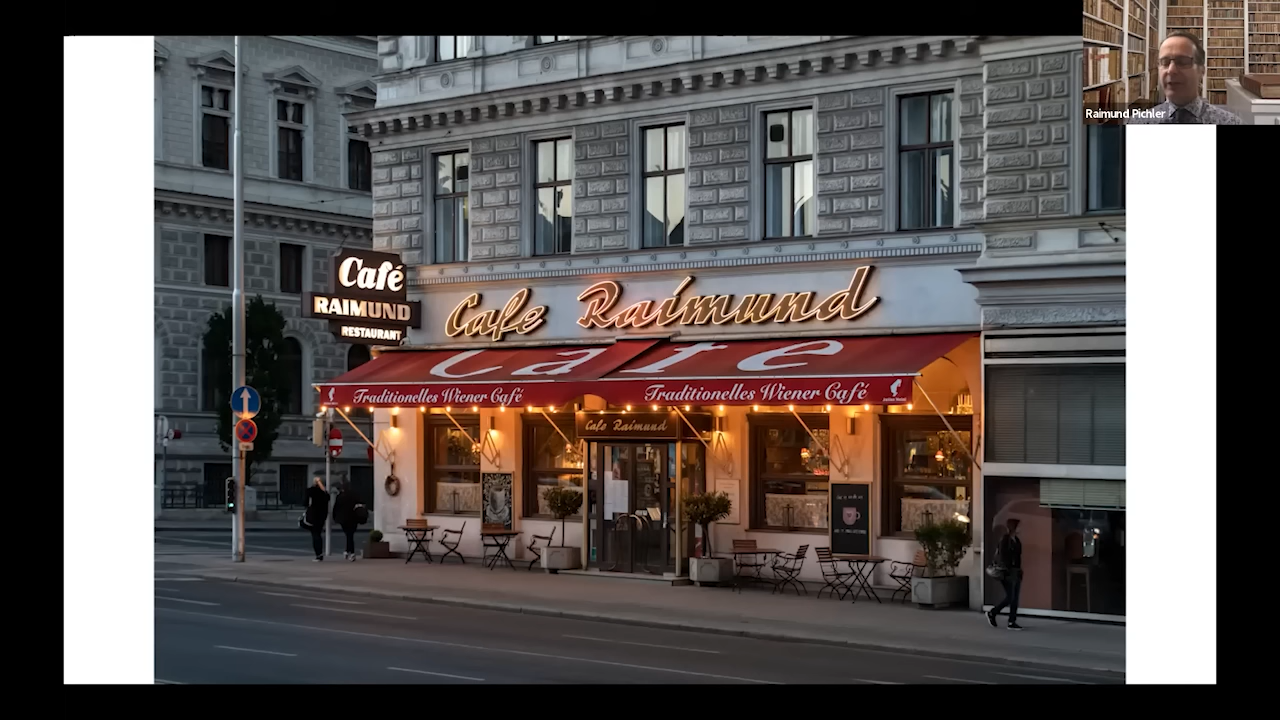 Raimund Pichler
Café
RAIMUND
RESTAURANT
Cafe Raimund
Cafe
Traditionelles Wiener Café
Traditionelles Wiener Café
Cafe Raimund